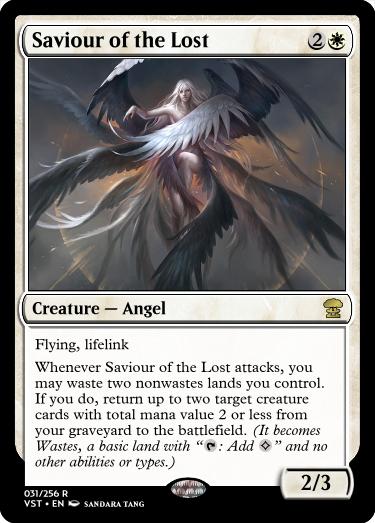 Saviour of the Lost 2
Creature — Angel
Flying, lifelink
Whenever Saviour of the Lost attacks, you
may waste two nonwastes lands you control.
If you do, return up to two target creature
cards with total mana value 2 or less from
your graveyard to the battlefield. (It becomes
Wastes, a basic land with “: Add ” and no
other abilities or types.)
2/3
031/256 R
VST • EN SANDARA TANG